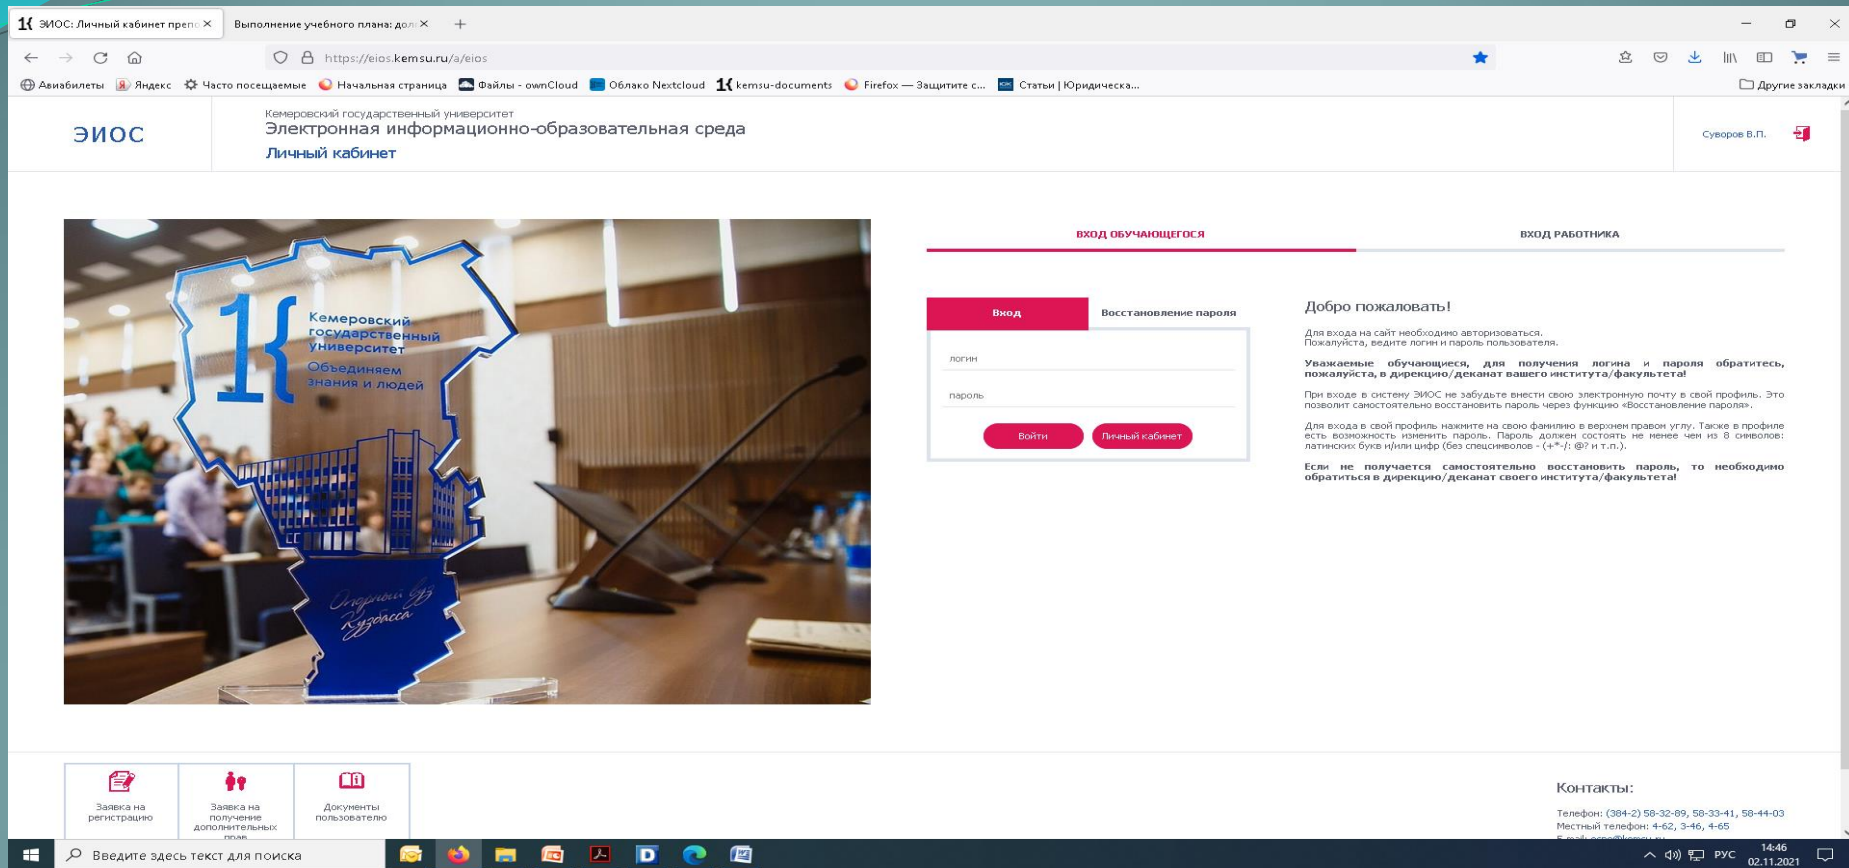 ЭИОС: Личный кабинет препо
Выполнение учебного плана: дол
https://eios.kemsu.ru/a/eios
Авиабилеты Яндекс Часто посещаемые Начальная страница Файлы - ownCloud Облако Nextcloud kemsu-documents Firefox — Защитите с... Статьи | Юридическа... Другие закладки
ЭИОС
Кемеровский государственный университет
Электронная информационно-образовательная среда
Личный кабинет
Суворов В.П.
1{
Кемеровский
государственный
университет
Объединяем
знания и людей
Опорный вуз
Кузбасса
ВХОД ОБУЧАЮЩЕГОСЯ
ВХОД РАБОТНИКА
Вход
Восстановление пароля
логин
пароль
Войти
Личный кабинет
Добро пожаловать!
Для входа на сайт необходимо авторизоваться.
Пожалуйста, ведите логин и пароль пользователя.
Уважаемые обучающиеся, для получения логина и пароля обратитесь,
пожалуйста, в дирекцию/деканат вашего института/факультета!
При входе в систему ЭИОС не забудьте внести свою электронную почту в свой профиль. Это
позволит самостоятельно восстановить пароль через функцию «Восстановление пароля».
Для входа в свой профиль нажмите на свою фамилию в верхнем правом углу. Также в профиле
есть возможность изменить пароль. Пароль должен состоять не менее чем из 8 символов:
латинских букв и/или цифр (без спецсимволов - (+*-/: @? и т.п.).
Если не получается самостоятельно восстановить пароль, то необходимо
обратиться в дирекцию/деканат своего института/факультета!
Заявка на
регистрацию
Заявка на
получение
дополнительных
прав
Документы
пользователю
Контакты:
Телефон: (384-2) 58-32-89, 58-33-41, 58-44-03
Местный телефон: 4-62, 3-46, 4-65
Введите здесь текст для поиска
РУС
14:46
02.11.2021